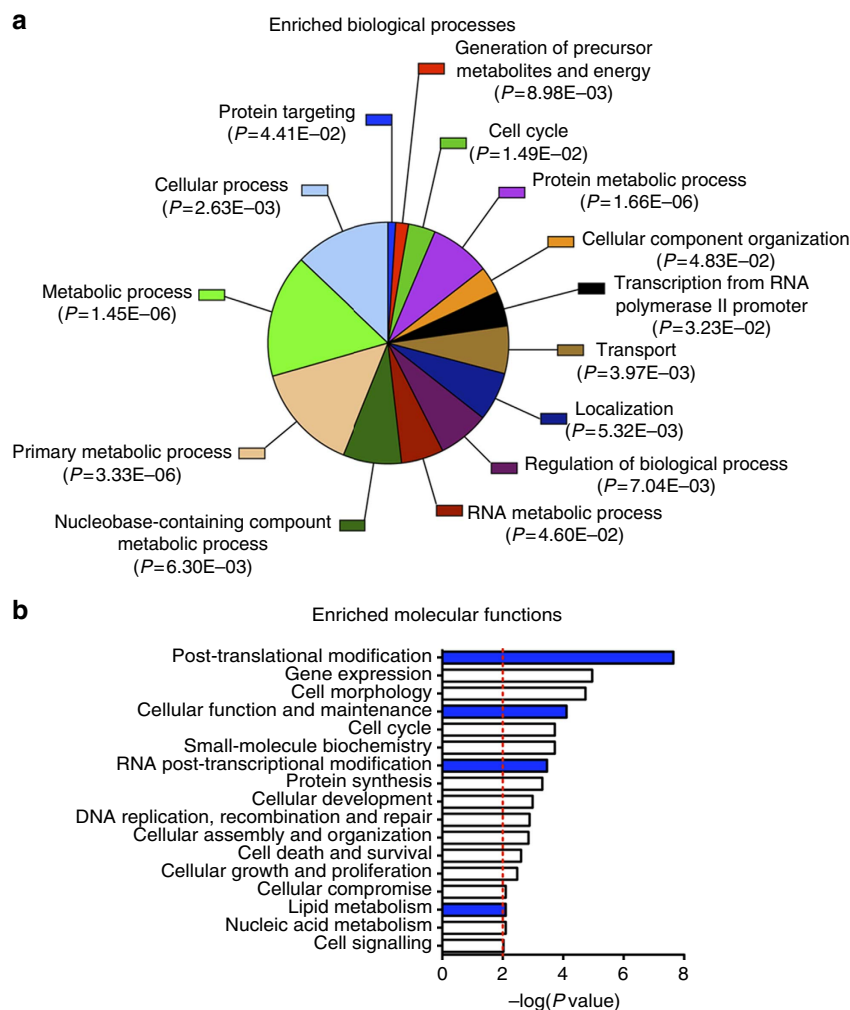 a
Enriched biological processes
Generation of precursor
metabolites and energy
(P=8.98E–03)
Protein targeting
(P=4.41E–02)
Cell cycle
(P=1.49E–02)
Cellular process
(P=2.63E–03)
Protein metabolic process
(P=1.66E–06)
Cellular component organization
(P=4.83E–02)
Metabolic process
(P=1.45E–06)
Transcription from RNA
polymerase II promoter
(P=3.23E–02)
Transport
(P=3.97E–03)
Localization
(P=5.32E–03)
Primary metabolic process
(P=3.33E–06)
Regulation of biological process
(P=7.04E–03)
Nucleobase-containing compount
metabolic process
(P=6.30E–03)
RNA metabolic process
(P=4.60E–02)
b
Enriched molecular functions
Post-translational modification
Gene expression
Cell morphology
Cellular function and maintenance
Cell cycle
Small-molecule biochemistry
RNA post-transcriptional modification
Protein synthesis
Cellular development
DNA replication, recombination and repair
Cellular assembly and organization
Cell death and survival
Cellular growth and proliferation
Cellular compromise
Lipid metabolism
Nucleic acid metabolism
Cell signalling
0 2 4 6 8
–log(P value)